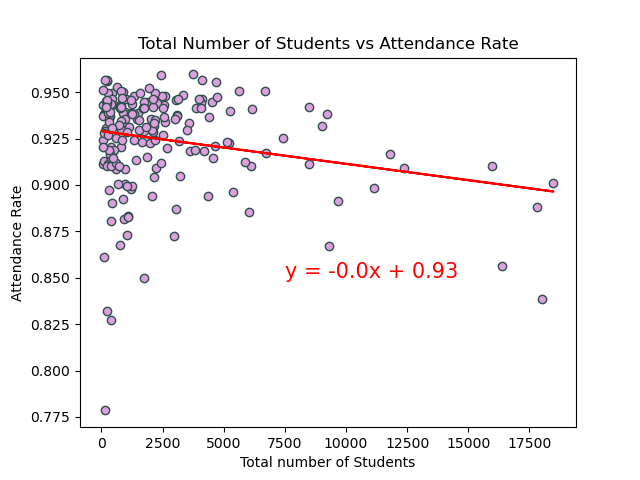 Total Number of Students vs Attendance Rate
0.950
0.925
0.900
0.875
0.850
0.825
0.800
0.775
Attendance Rate
y = -0.0x + 0.93
0 2500 5000 7500 10000 12500 15000 17500
Total number of Students